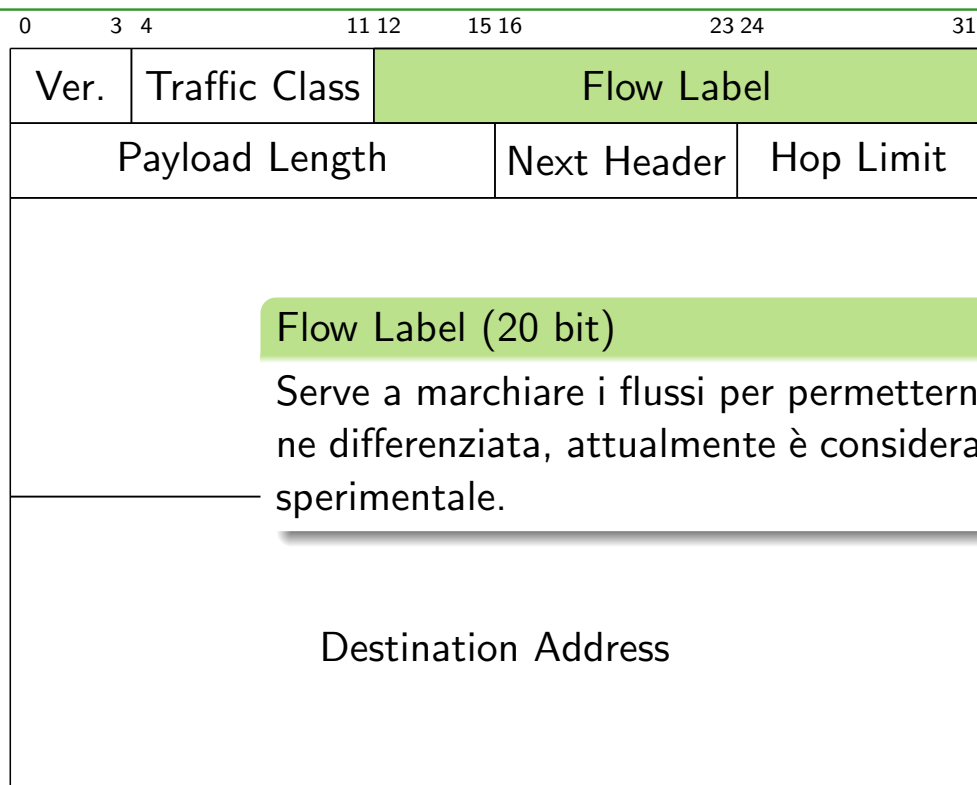 0 3 4 11 12 15 16 23 24 31
Ver. Traffic Class Flow Label
Payload Length Next Header Hop Limit
Flow Label (20 bit)
Serve a marchiare i flussi per permettern
ne differenziata, attualmente è considera
sperimentale.
Destination Address